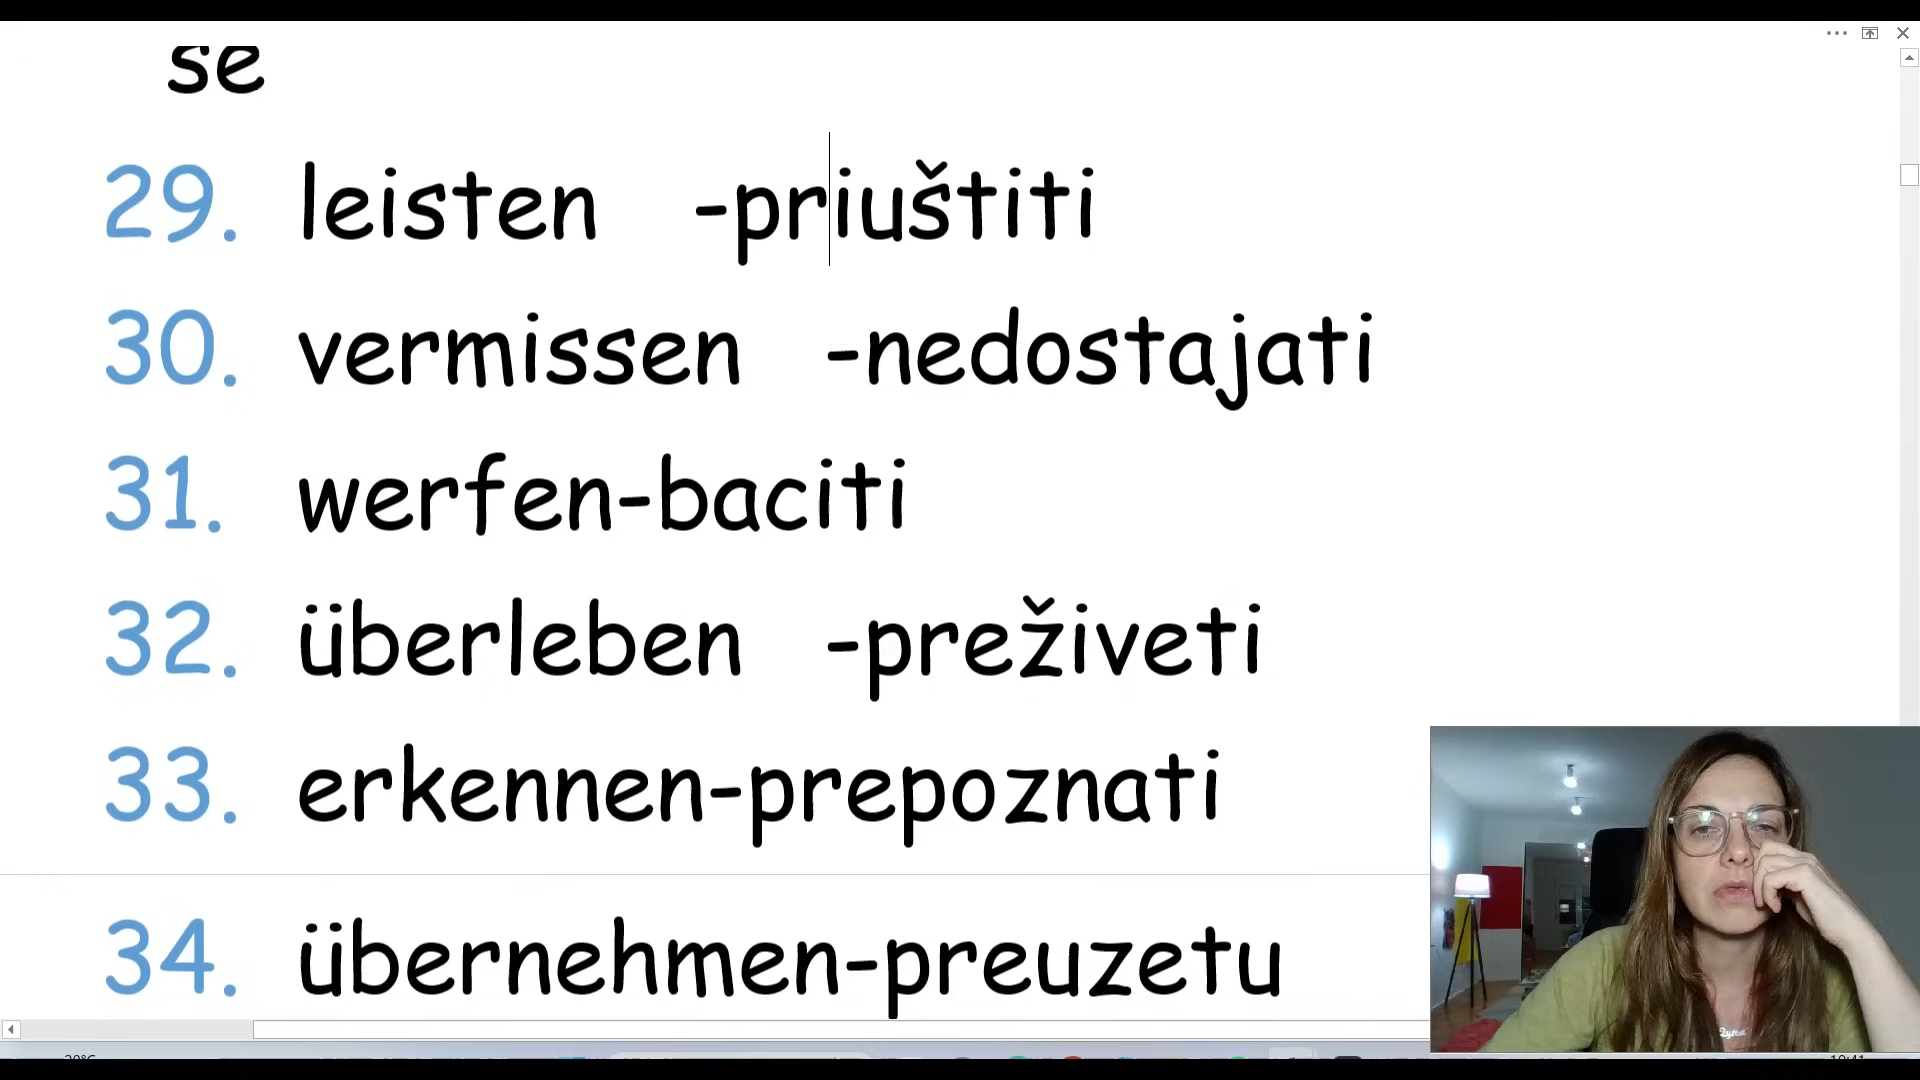 se
29. leisten -priuštiti
30. vermissen -nedostajati
31. werfen-baciti
32. überleben -preživeti
33. erkennen-prepoznati
34. übernehmen-preuzetu